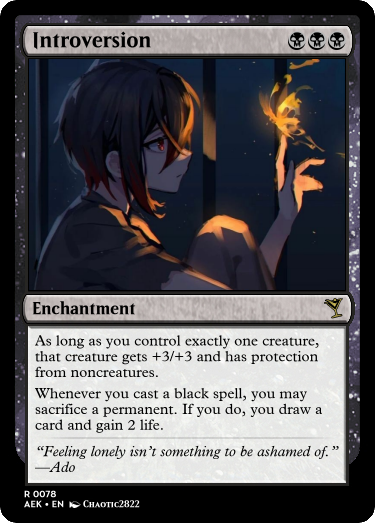 Introversion
Enchantment
As long as you control exactly one creature,
that creature gets +3/+3 and has protection
from noncreatures.
Whenever you cast a black spell, you may
sacrifice a permanent. If you do, you draw a
card and gain 2 life.
“Feeling lonely isn’t something to be ashamed of.”
—Ado
R 0078
AEK • EN Chaotic2822